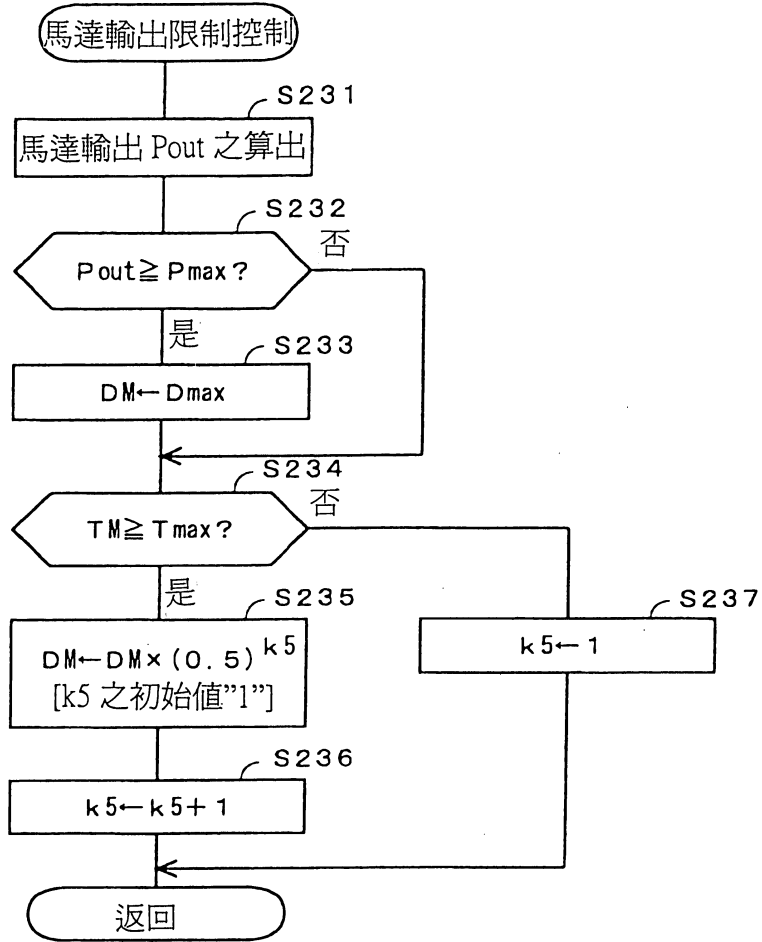 馬達輸出限制控制
S231
馬達輸出 Pout 之算出
S232
Pout≧Pmax?
否
是
S233
DM←Dmax
S234
TM≧Tmax?
否
是
S235
DM←DM×(0.5)^k5
[k5 之初始值"1"]
S237
k5←1
S236
k5←k5+1
返回